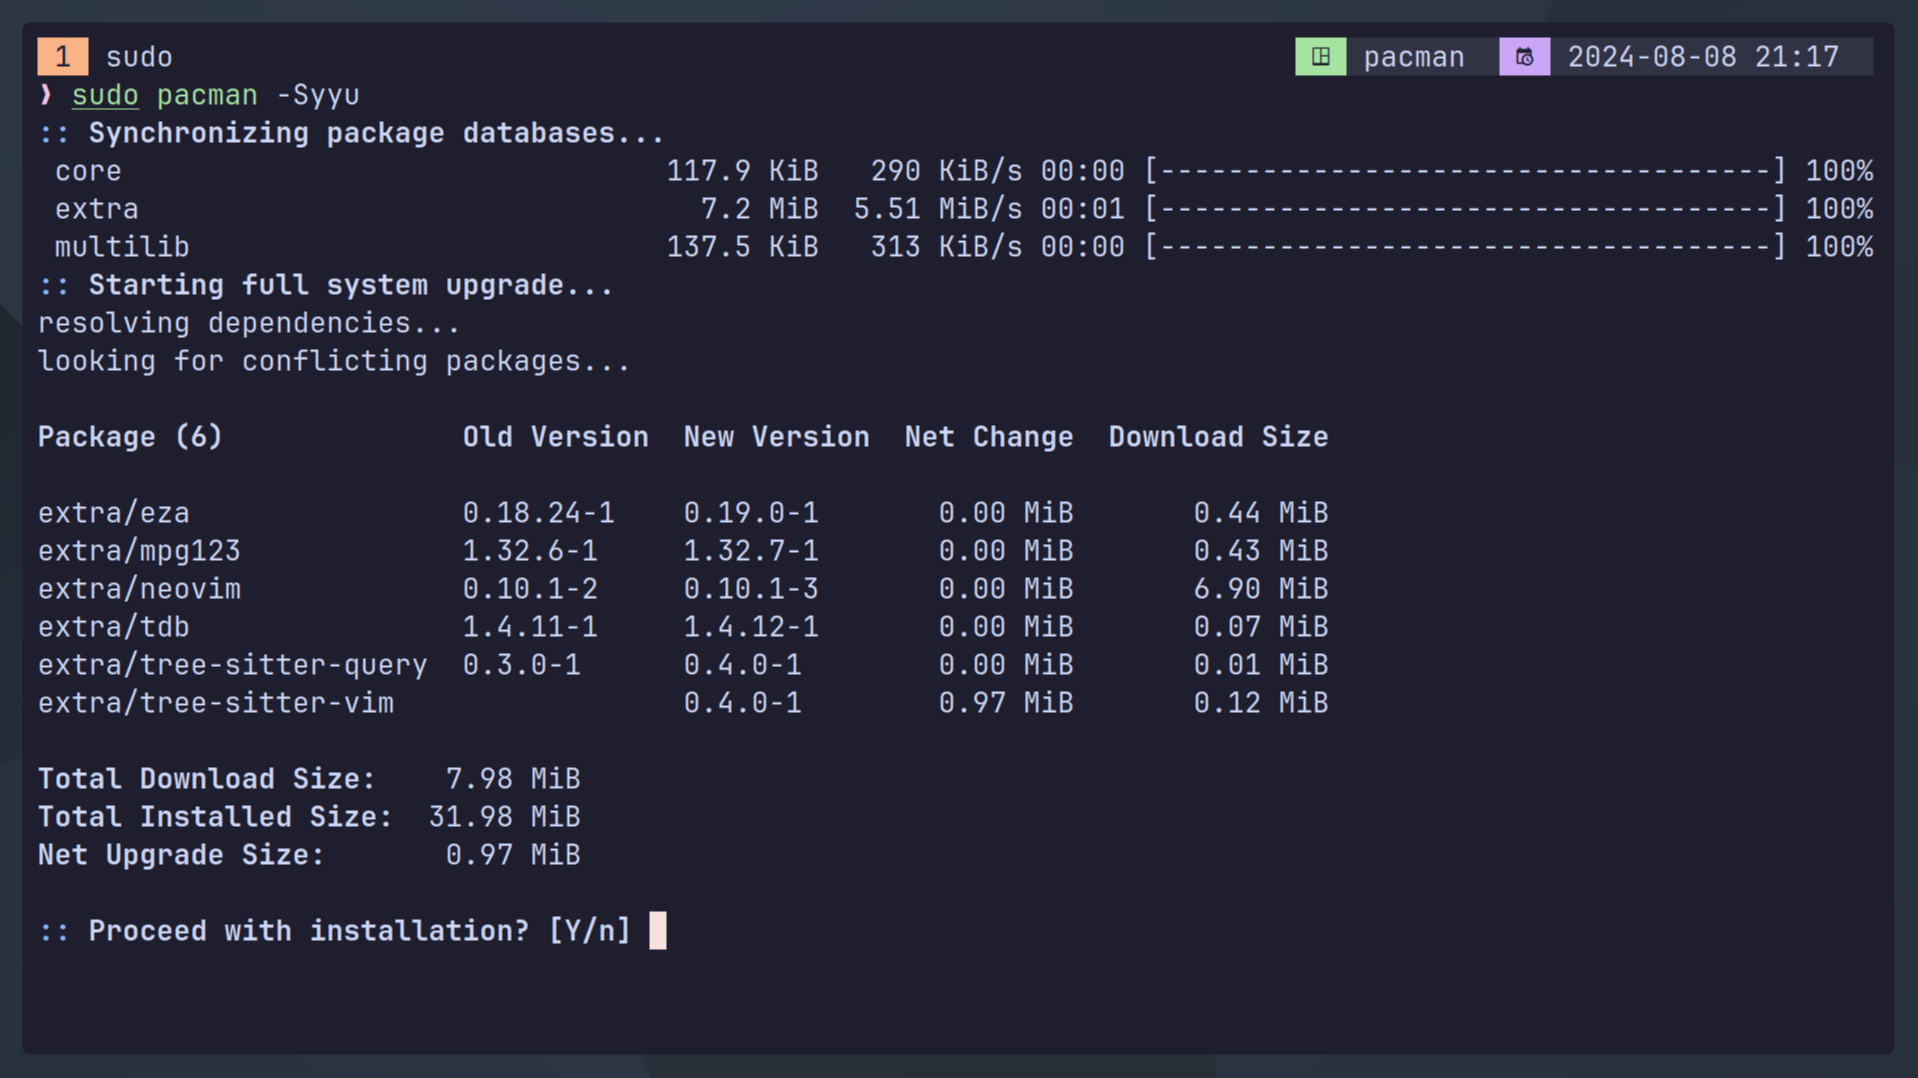 1 sudo pacman 2024-08-08 21:17
❯ sudo pacman -Syyu
:: Synchronizing package databases...
core 117.9 KiB 290 KiB/s 00:00 [------------------------------------] 100%
extra 7.2 MiB 5.51 MiB/s 00:01 [------------------------------------] 100%
multilib 137.5 KiB 313 KiB/s 00:00 [------------------------------------] 100%
:: Starting full system upgrade...
resolving dependencies...
looking for conflicting packages...
Package (6) Old Version New Version Net Change Download Size
extra/eza 0.18.24-1 0.19.0-1 0.00 MiB 0.44 MiB
extra/mpg123 1.32.6-1 1.32.7-1 0.00 MiB 0.43 MiB
extra/neovim 0.10.1-2 0.10.1-3 0.00 MiB 6.90 MiB
extra/tdb 1.4.11-1 1.4.12-1 0.00 MiB 0.07 MiB
extra/tree-sitter-query 0.3.0-1 0.4.0-1 0.00 MiB 0.01 MiB
extra/tree-sitter-vim 0.4.0-1 0.97 MiB 0.12 MiB
Total Download Size: 7.98 MiB
Total Installed Size: 31.98 MiB
Net Upgrade Size: 0.97 MiB
:: Proceed with installation? [Y/n]